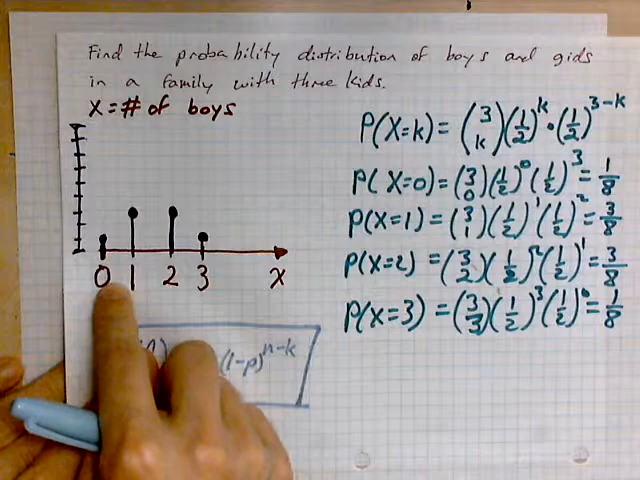 Find the probability distribution of boys and girls
in a family with three kids.
X = # of boys
P(X=k) = (3 k)(1/2)^k · (1/2)^3-k
P(X=0) = (3 0)(1/2)^0 (1/2)^3 = 1/8
P(X=1) = (3 1)(1/2)^1 (1/2)^2 = 3/8
P(X=2) = (3 2)(1/2)^2 (1/2)^1 = 3/8
P(X=3) = (3 3)(1/2)^3 (1/2)^0 = 1/8
0 1 2 3 X
(1-p)^n-k